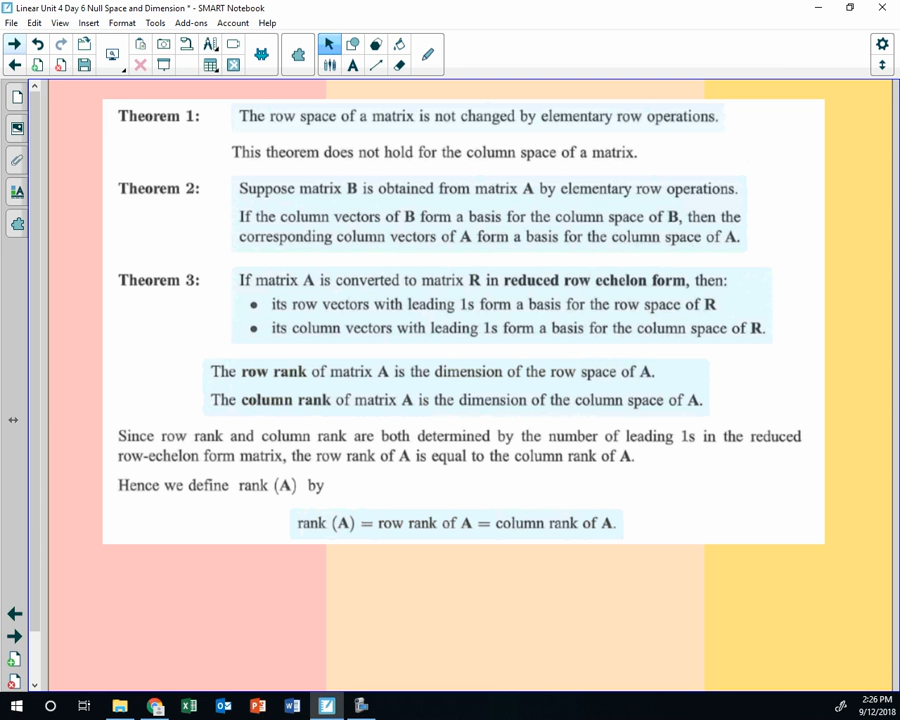 Linear Unit 4 Day 6 Null Space and Dimension * - SMART Notebook
File Edit View Insert Format Tools Add-ons Account Help
Theorem 1: The row space of a matrix is not changed by elementary row operations.
This theorem does not hold for the column space of a matrix.
Theorem 2: Suppose matrix B is obtained from matrix A by elementary row operations.
If the column vectors of B form a basis for the column space of B, then the
corresponding column vectors of A form a basis for the column space of A.
Theorem 3: If matrix A is converted to matrix R in reduced row echelon form, then:
• its row vectors with leading 1s form a basis for the row space of R
• its column vectors with leading 1s form a basis for the column space of R.
The row rank of matrix A is the dimension of the row space of A.
The column rank of matrix A is the dimension of the column space of A.
Since row rank and column rank are both determined by the number of leading 1s in the reduced
row-echelon form matrix, the row rank of A is equal to the column rank of A.
Hence we define rank (A) by
rank (A) = row rank of A = column rank of A.
2:26 PM
9/12/2018